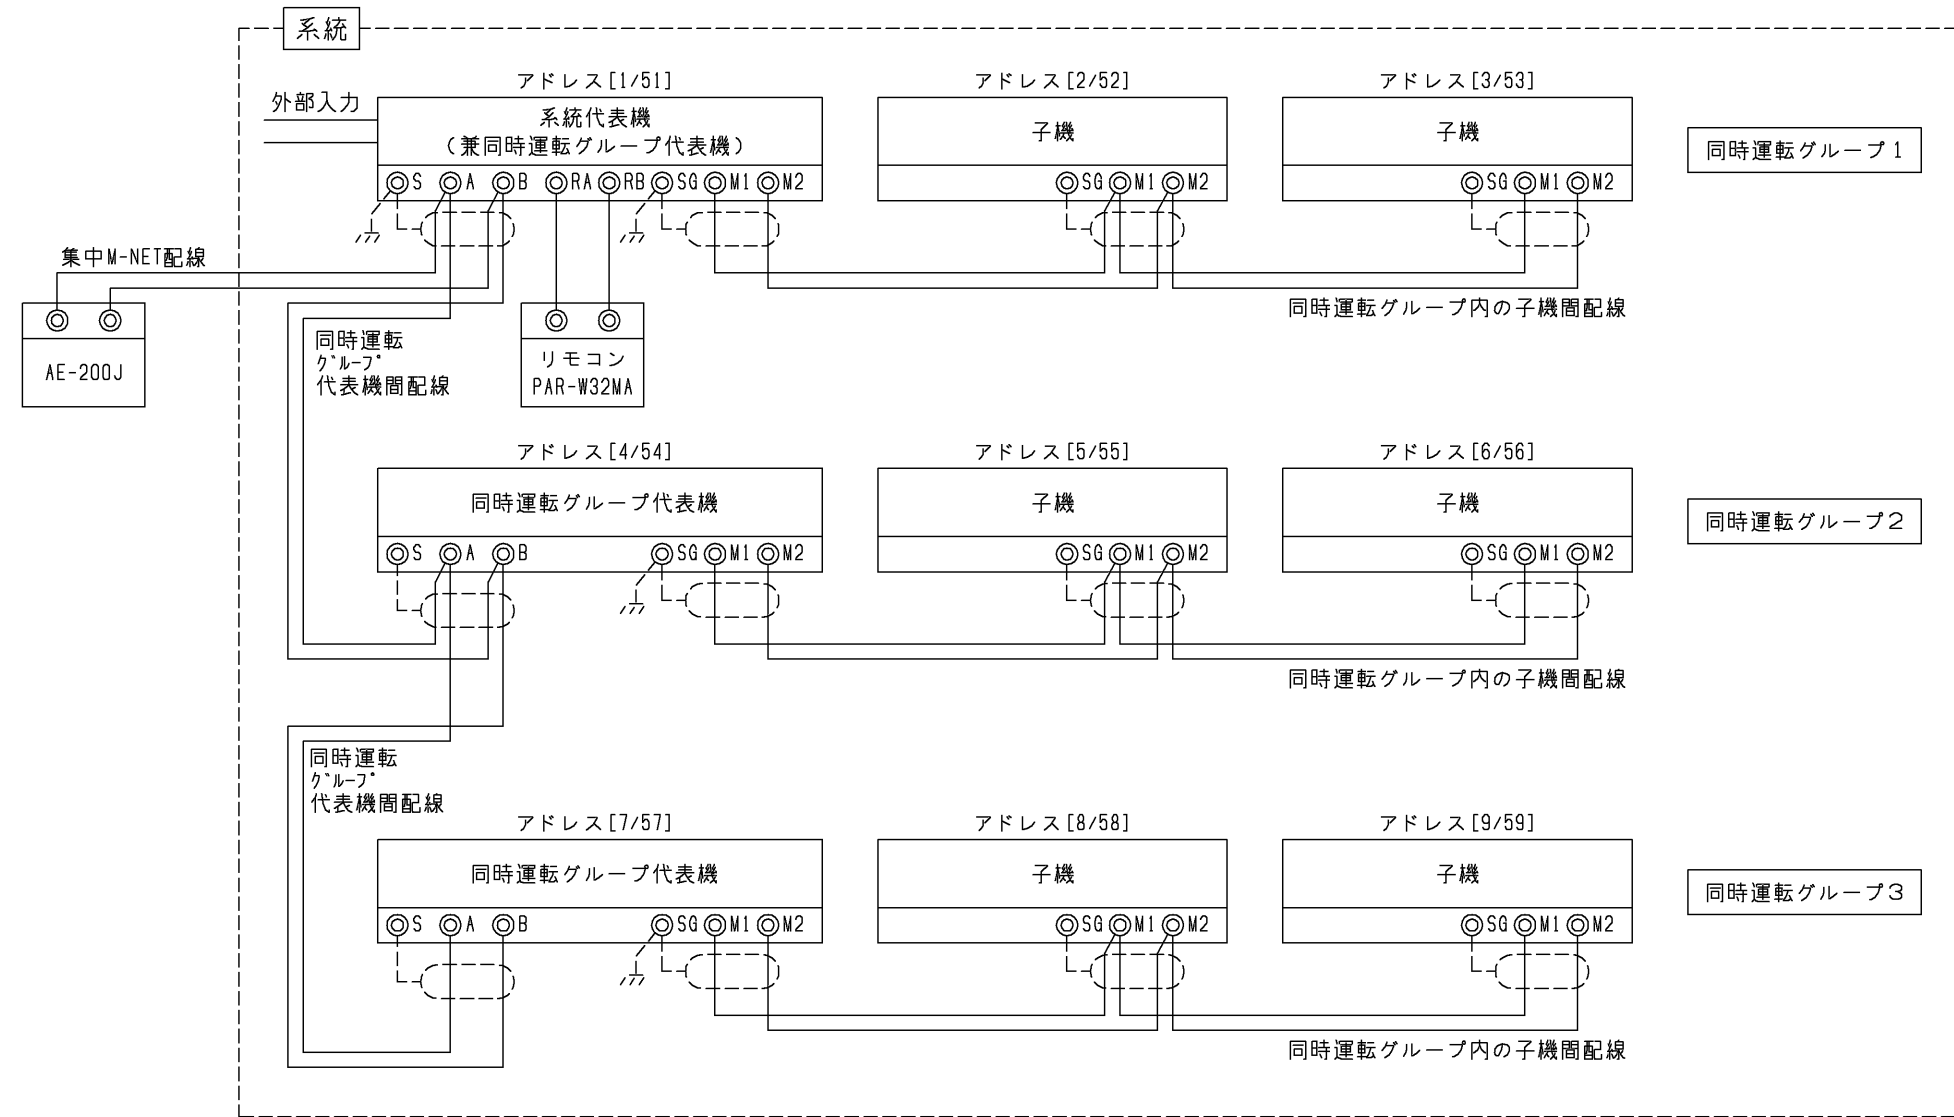 系統
アドレス[1/51]
アドレス[2/52]
アドレス[3/53]
外部入力
系統代表機
（兼同時運転グループ代表機）
子機
子機
同時運転グループ1
S A B RA RB SG M1 M2
SG M1 M2
SG M1 M2
集中M-NET配線
同時運転グループ内の子機間配線
AE-200J
同時運転
ｸﾞﾙｰﾌﾟ
代表機間配線
リモコン
PAR-W32MA
アドレス[4/54]
アドレス[5/55]
アドレス[6/56]
同時運転グループ代表機
子機
子機
同時運転グループ2
S A B SG M1 M2
SG M1 M2
SG M1 M2
同時運転グループ内の子機間配線
同時運転
ｸﾞﾙｰﾌﾟ
代表機間配線
アドレス[7/57]
アドレス[8/58]
アドレス[9/59]
同時運転グループ代表機
子機
子機
同時運転グループ3
S A B SG M1 M2
SG M1 M2
SG M1 M2
同時運転グループ内の子機間配線